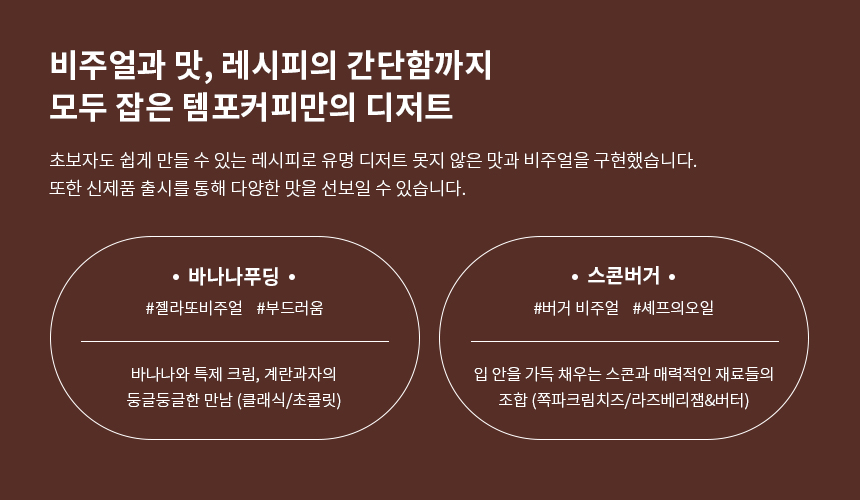 비주얼과 맛, 레시피의 간단함까지
모두 잡은 템포커피만의 디저트
초보자도 쉽게 만들 수 있는 레시피로 유명 디저트 못지 않은 맛과 비주얼을 구현했습니다.
또한 신제품 출시를 통해 다양한 맛을 선보일 수 있습니다.
• 바나나푸딩 •
#젤라또비주얼 #부드러움
바나나와 특제 크림, 계란과자의
둥글둥글한 만남 (클래식/초콜릿)
• 스콘버거 •
#버거 비주얼 #셰프의오일
입 안을 가득 채우는 스콘과 매력적인 재료들의
조합 (쪽파크림치즈/라즈베리잼&버터)